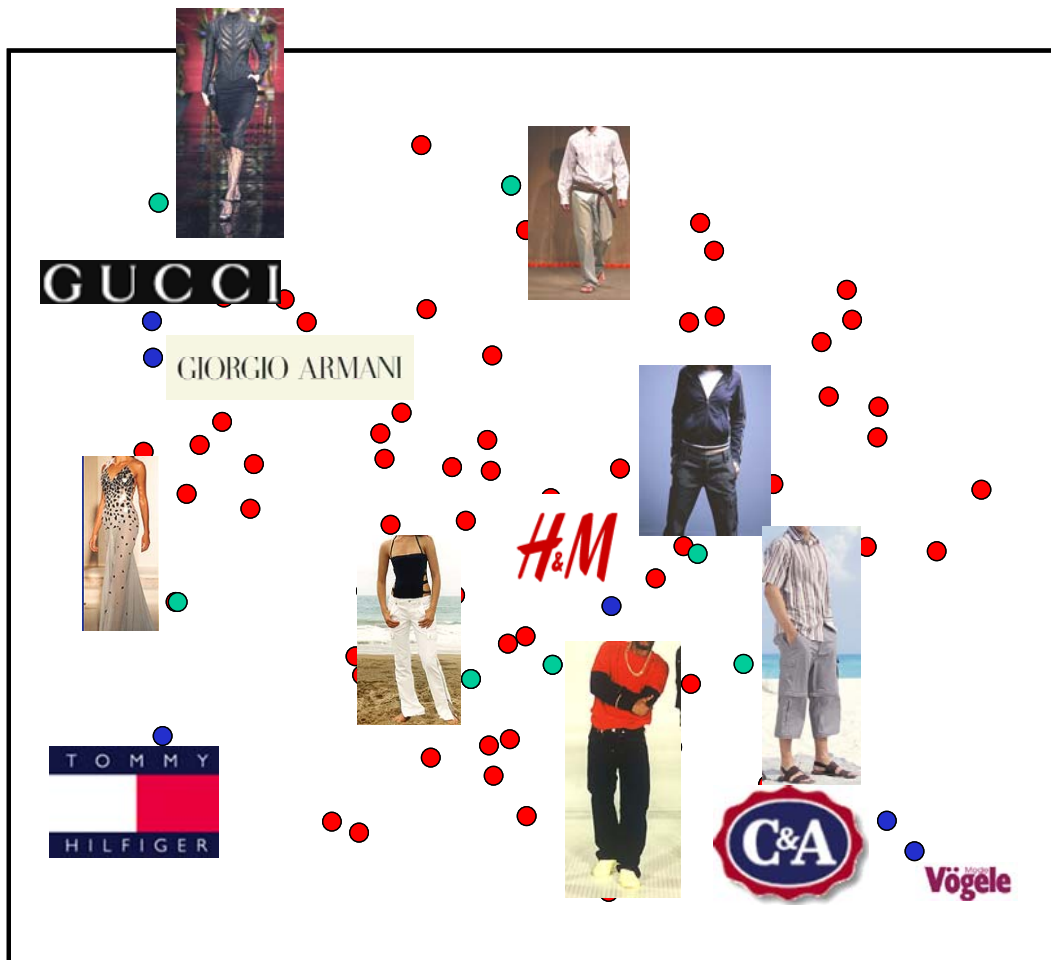 GUCCI
GIORGIO ARMANI
H&M
TOMMY
HILFIGER
C&A
Mode
Vögele